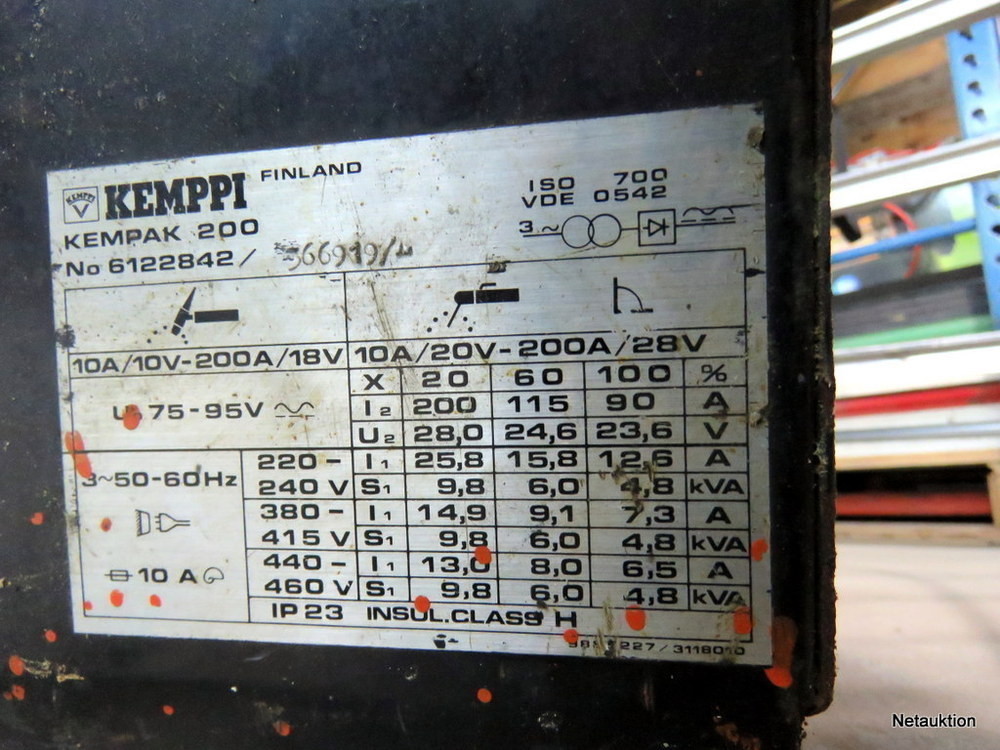 KEMPPI
KEMPPI FINLAND
KEMPAK 200
No 6122842/ 366919/
ISO 700
VDE 0542
3~
10A/10V-200A/18V 10A/20V-200A/28V
X 20 60 100 %
75-95V I2 200 115 90 A
U2 28,0 24,6 23,6 V
3~50-60Hz 220- I1 25,8 15,8 12,6 A
240 V S1 9,8 6,0 4,8 kVA
380- I1 14,9 9,1 7,3 A
415 V S1 9,8 6,0 4,8 kVA
10 A 440- I1 13,0 8,0 6,5 A
460 V S1 9,8 6,0 4,8 kVA
IP 23 INSUL.CLASS H
227/3118010
Netauktion